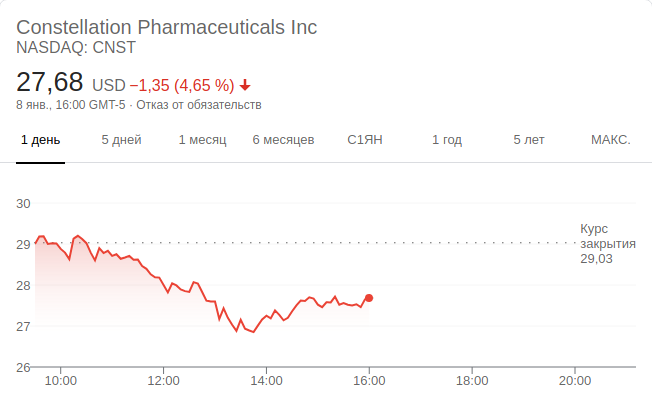 Constellation Pharmaceuticals Inc
NASDAQ: CNST
27,68 USD −1,35 (4,65 %)
8 янв., 16:00 GMT-5 · Отказ от обязательств
1 день 5 дней 1 месяц 6 месяцев С1ЯН 1 год 5 лет МАКС.
30
29
28
27
26
Курс
закрытия
29,03
10:00 12:00 14:00 16:00 18:00 20:00